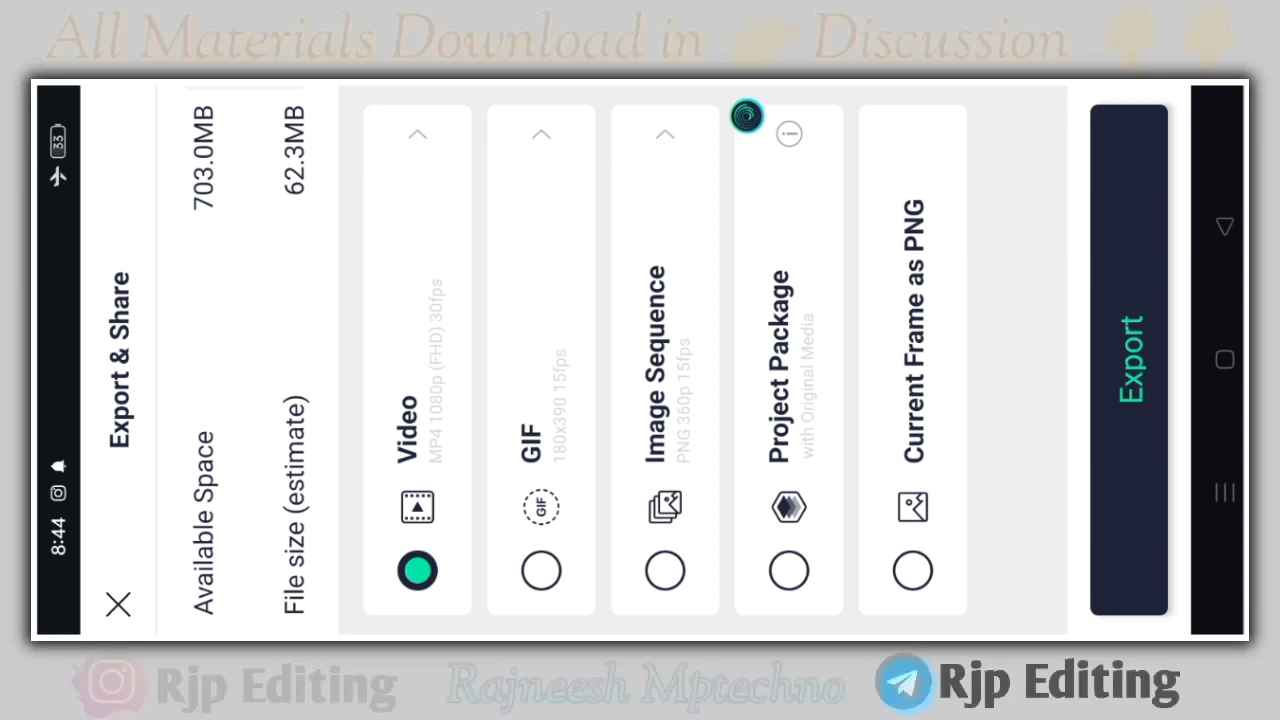 All Materials Download in Discussion
8:44
33
Export & Share
Available Space 703.0MB
File size (estimate) 62.3MB
Video
MP4 1080p (FHD) 30fps
GIF
GIF
180x390 15fps
Image Sequence
PNG 360p 15fps
Project Package
with Original Media
Current Frame as PNG
Export
Rjp Editing
Rajneesh Mptechno
Rjp Editing